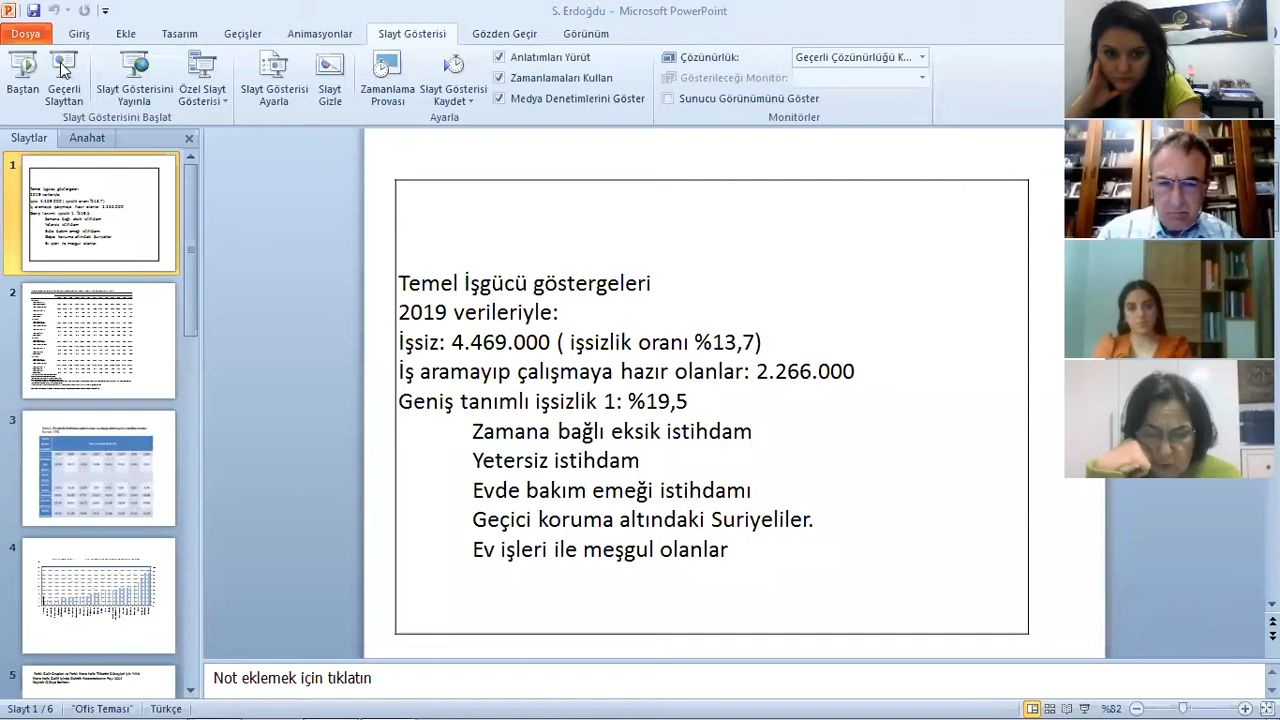 S. Erdoğdu - Microsoft PowerPoint
Dosya Giriş Ekle Tasarım Geçişler Animasyonlar Slayt Gösterisi Gözden Geçir Görünüm
Baştan
Geçerli Slayttan
Slayt Gösterisini Yayınla
Özel Slayt Gösterisi
Slayt Gösterisini Başlat
Slayt Gösterisi Ayarla
Slayt Gizle
Zamanlama Provası
Slayt Gösterisi Kaydet
Anlatımları Yürüt
Zamanlamaları Kullan
Medya Denetimlerini Göster
Ayarla
Çözünürlük: Geçerli Çözünürlüğü K...
Gösterileceği Monitör:
Sunucu Görünümünü Göster
Monitörler
Slaytlar Anahat
1
2
3
4
5
Temel İşgücü göstergeleri
2019 verileriyle:
İşsiz: 4.469.000 ( işsizlik oranı %13,7)
İş aramayıp çalışmaya hazır olanlar: 2.266.000
Geniş tanımlı işsizlik 1: %19,5
Zamana bağlı eksik istihdam
Yetersiz istihdam
Evde bakım emeği istihdamı
Geçici koruma altındaki Suriyeliler.
Ev işleri ile meşgul olanlar
Not eklemek için tıklatın
Slayt 1 / 6 "Ofis Teması" Türkçe %82